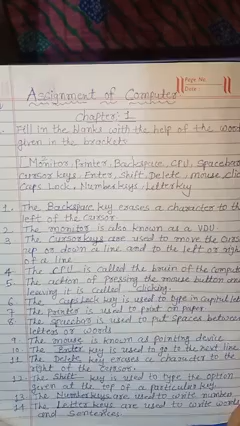 Page No.
Date
Assignment of Computer
Chapter: 1
Fill In the blanks with the help of the words
given in the brackets
Monitor, Printer, Backspace, CPU, Spacebar
Cursor keys, Enter, Shift, Delete, mouse, clic
Caps Lock, Number keys, Letter key
1. The Backspace key erases a character to the
left of the cursor
2. The monitor is also known as a VDU
3. The Cursor keys are used to move the curs
up or down a line and to the left or righ
of a line
4. The CPU is called the brain of the compute
5. The action of pressing the mouse button an
leaving it is called clicking.
6. The Caps Lock key is used to type in capital let
7. The Printer is used to print on paper
8. The spacebar is used to put spaces between
letters or words
9. The mouse is known as pointing device
10. The Enter key is used to go to the next line
11. The Delete key erases a character to the
right of the cursor.
12. The Shift key is used to type the option
given at the top of a particular key.
13. The Number keys are used to write number
14. The Letter keys are used to write words
and sentences.